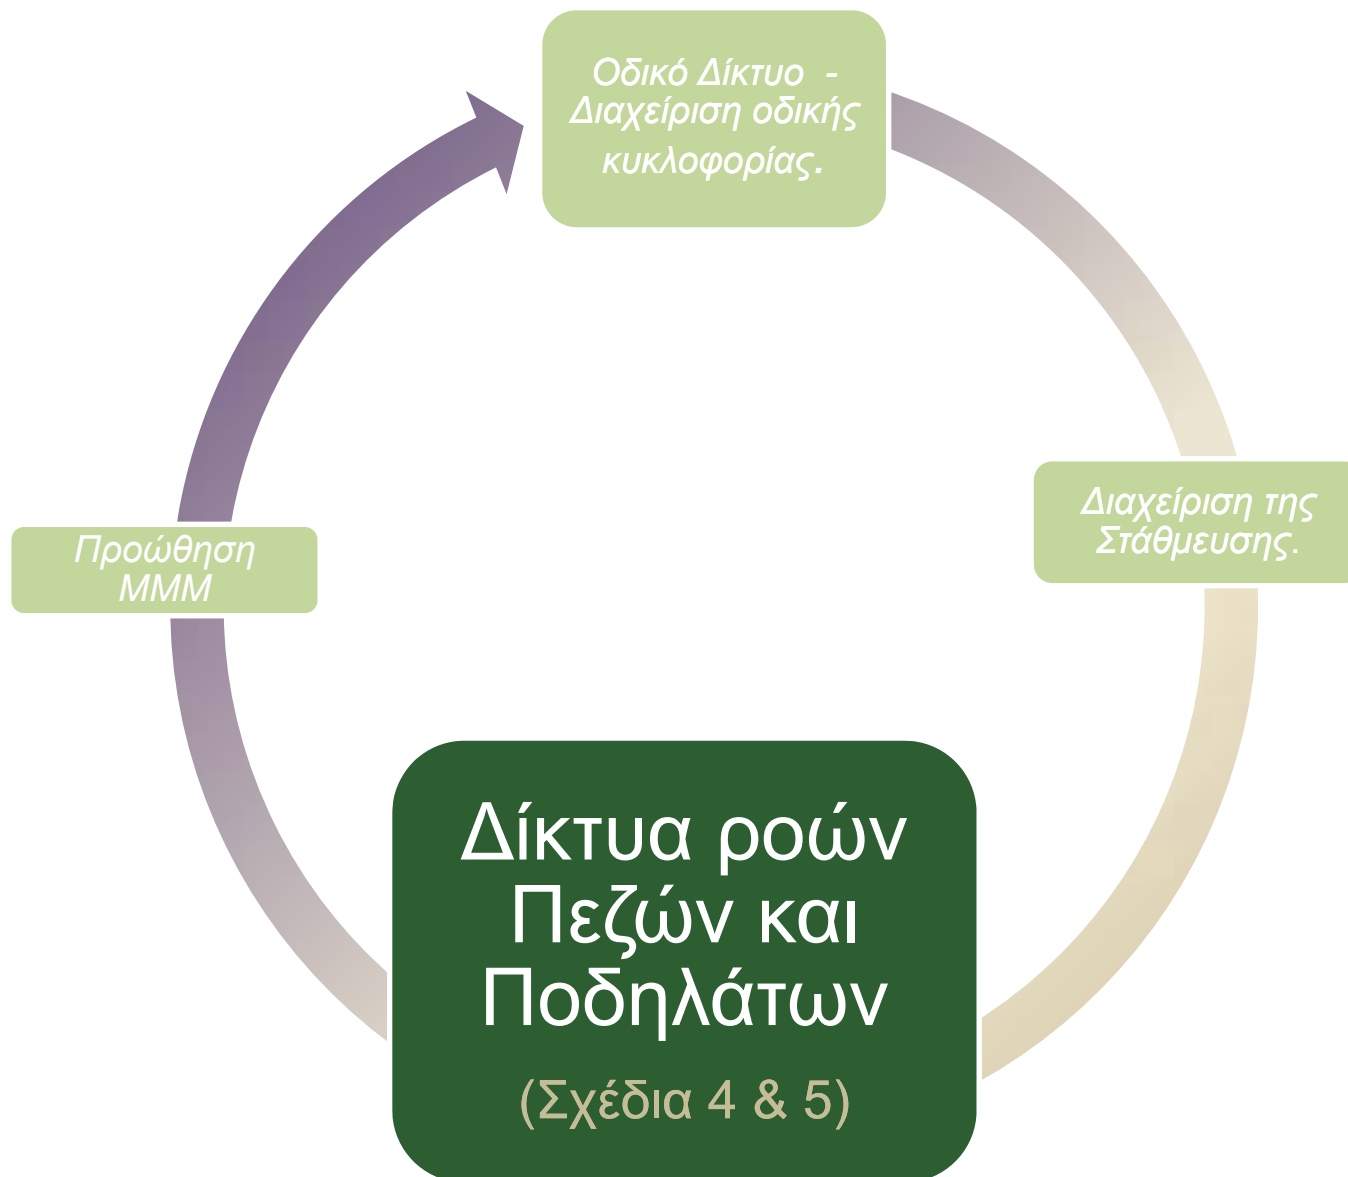 Οδικό Δίκτυο -
Διαχείριση οδικής
κυκλοφορίας.
Διαχείριση της
Στάθμευσης.
Προώθηση
ΜΜΜ
Δίκτυα ροών
Πεζών και
Ποδηλάτων
(Σχέδια 4 & 5)